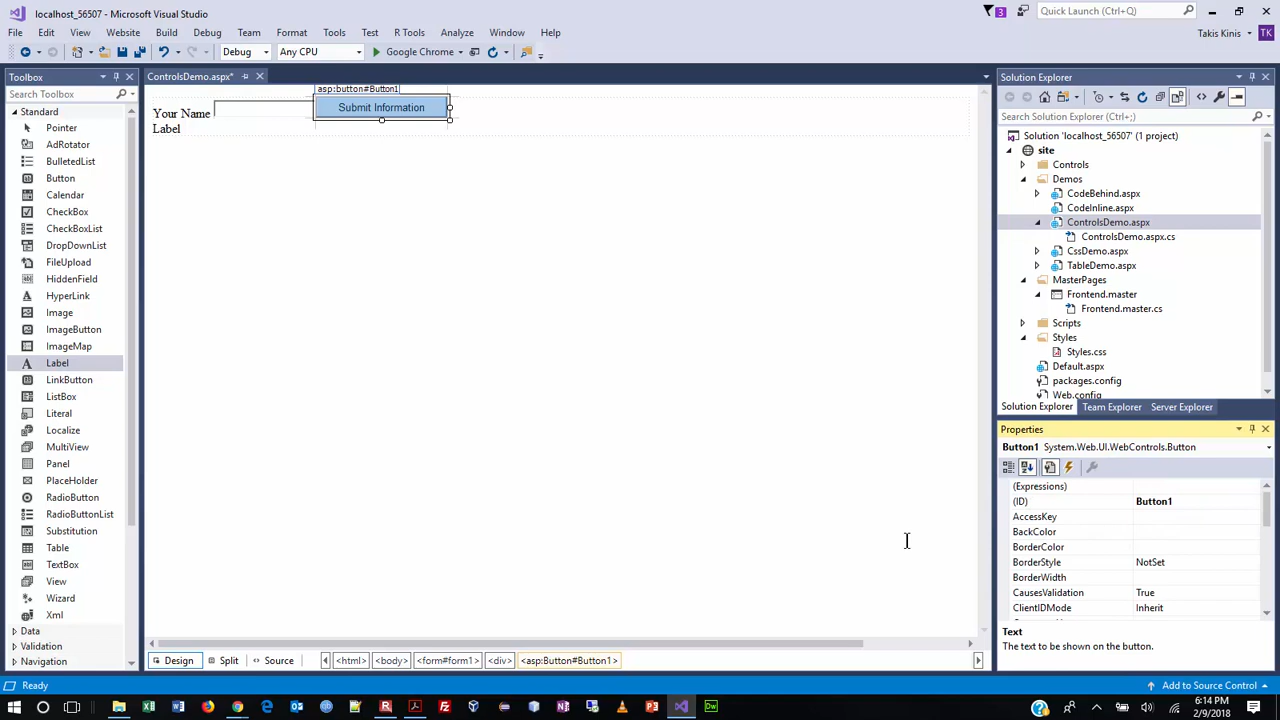 localhost_56507 - Microsoft Visual Studio
3
Quick Launch (Ctrl+Q)
File Edit View Website Build Debug Team Format Tools Test R Tools Analyze Window Help
Takis Kinis TK
Debug Any CPU Google Chrome
Toolbox
Search Toolbox
Standard
Pointer
AdRotator
BulletedList
Button
Calendar
CheckBox
CheckBoxList
DropDownList
FileUpload
HiddenField
HyperLink
Image
ImageButton
ImageMap
Label
LinkButton
ListBox
Literal
Localize
MultiView
Panel
PlaceHolder
RadioButton
RadioButtonList
Substitution
Table
TextBox
View
Wizard
Xml
Data
Validation
Navigation
ControlsDemo.aspx*
asp:button#Button1
Your Name Submit Information
Label
Design Split Source <html> <body> <form#form1> <div> <asp:Button#Button1>
Solution Explorer
Search Solution Explorer (Ctrl+;)
Solution 'localhost_56507' (1 project)
site
Controls
Demos
CodeBehind.aspx
CodeInline.aspx
ControlsDemo.aspx
ControlsDemo.aspx.cs
CssDemo.aspx
TableDemo.aspx
MasterPages
Frontend.master
Frontend.master.cs
Scripts
Styles
Styles.css
Default.aspx
packages.config
Web.config
Solution Explorer Team Explorer Server Explorer
Properties
Button1 System.Web.UI.WebControls.Button
(Expressions)
(ID) Button1
AccessKey
BackColor
BorderColor
BorderStyle NotSet
BorderWidth
CausesValidation True
ClientIDMode Inherit
Text
The text to be shown on the button.
Ready
Add to Source Control
6:14 PM
2/9/2018